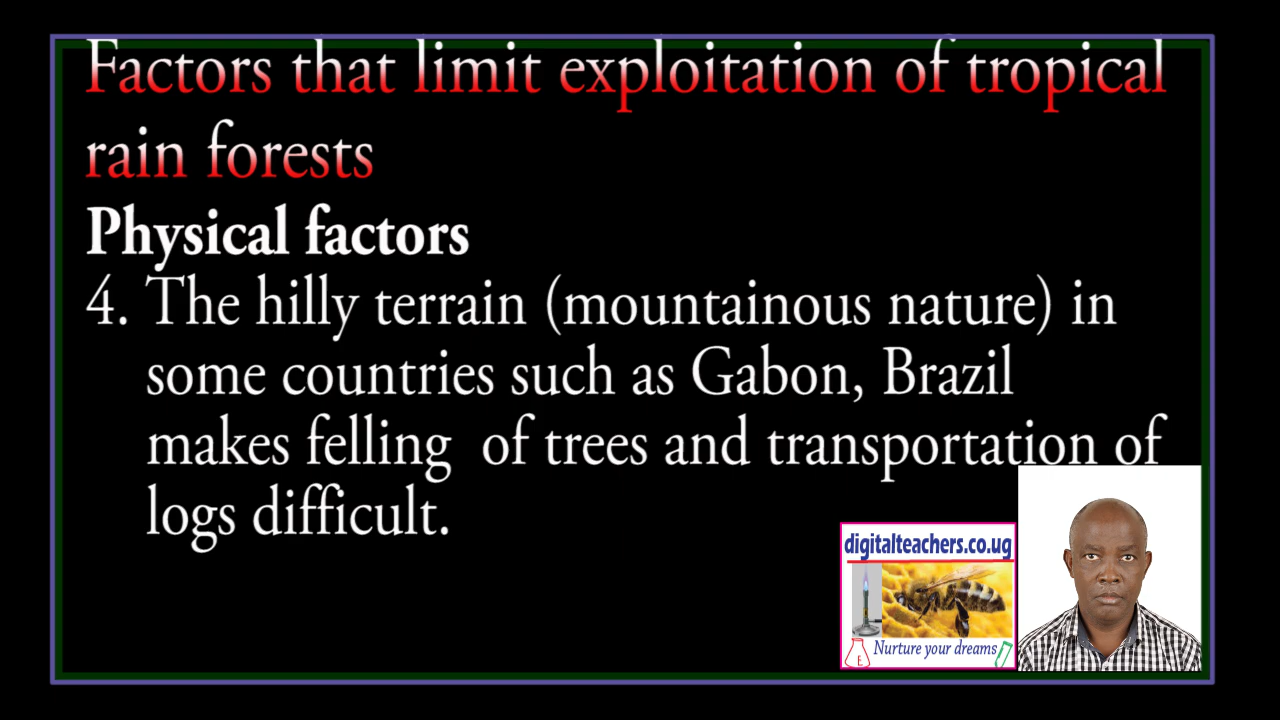 Factors that limit exploitation of tropical
rain forests
Physical factors
4. The hilly terrain (mountainous nature) in
some countries such as Gabon, Brazil
makes felling of trees and transportation of
logs difficult.
digitalteachers.co.ug
Nurture your dreams
E